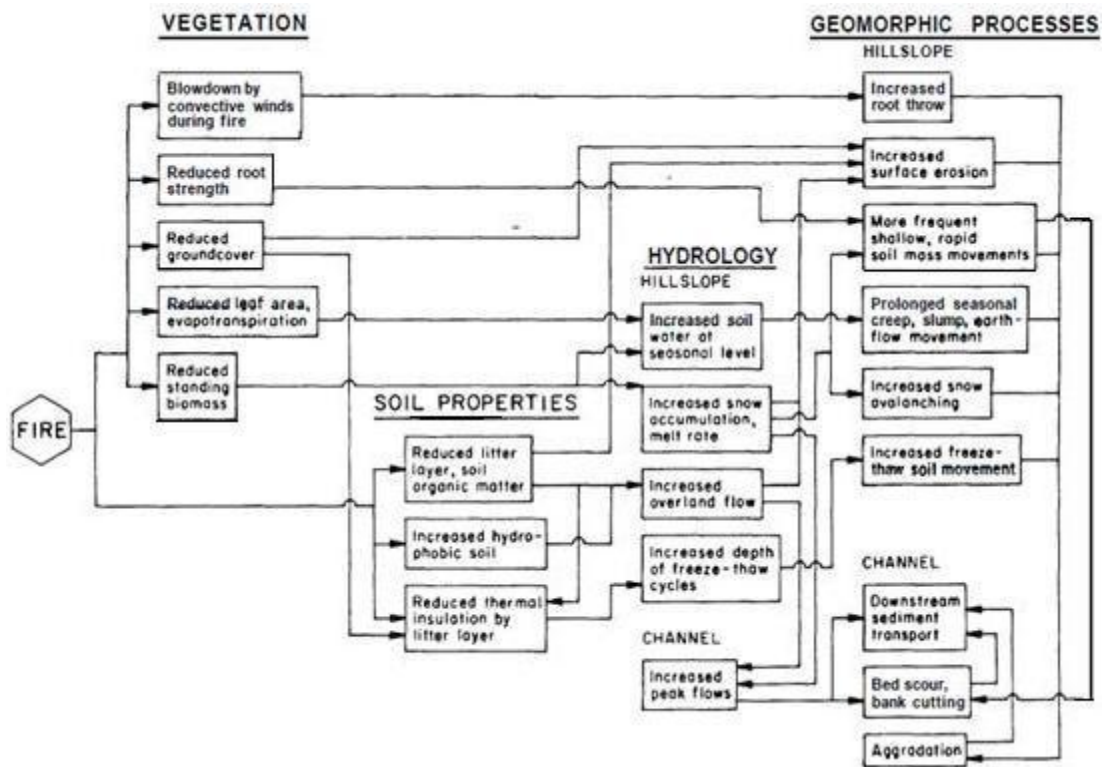 VEGETATION
GEOMORPHIC PROCESSES
HILLSLOPE
Blowdown by
convective winds
during fire
Increased
root throw
Reduced root
strength
Increased
surface erosion
Reduced
groundcover
More frequent
shallow, rapid
soil mass movements
HYDROLOGY
HILLSLOPE
Reduced leaf area,
evapotranspiration
Increased soil
water at
seasonal level
Prolonged seasonal
creep, slump, earth-
flow movement
Reduced
standing
biomass
SOIL PROPERTIES
Increased snow
accumulation,
melt rate
Increased snow
avalanching
FIRE
Reduced litter
layer, soil
organic matter
Increased
overland flow
Increased freeze-
thaw soil movement
Increased hydro-
phobic soil
Increased depth
of freeze-thaw
cycles
CHANNEL
Reduced thermal
insulation by
litter layer
Downstream
sediment
transport
CHANNEL
Increased
peak flows
Bed scour,
bank cutting
Aggradation